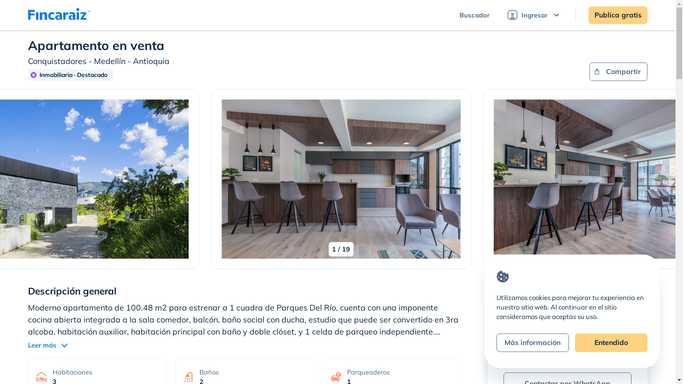 Fincaraiz
Buscador
Ingresar
Publica gratis
Apartamento en venta
Conquistadores - Medellín - Antioquia
Inmobiliaria · Destacado
Compartir
1 / 19
Descripción general
Moderno apartamento de 100.48 m2 para estrenar a 1 cuadra de Parques Del Río, cuenta con una imponente
cocina abierta integrada a la sala comedor, balcón, baño social con ducha, estudio que puede ser convertido en 3ra
alcoba, habitación auxiliar, habitación principal con baño y doble clóset, y 1 celda de parqueo independiente....
Leer más
Habitaciones
3
Baños
2
Parqueaderos
1
Utilizamos cookies para mejorar tu experiencia en
nuestro sitio web. Al continuar en el sitio
consideramos que aceptas su uso.
Más información
Entendido
Contactar por WhatsApp